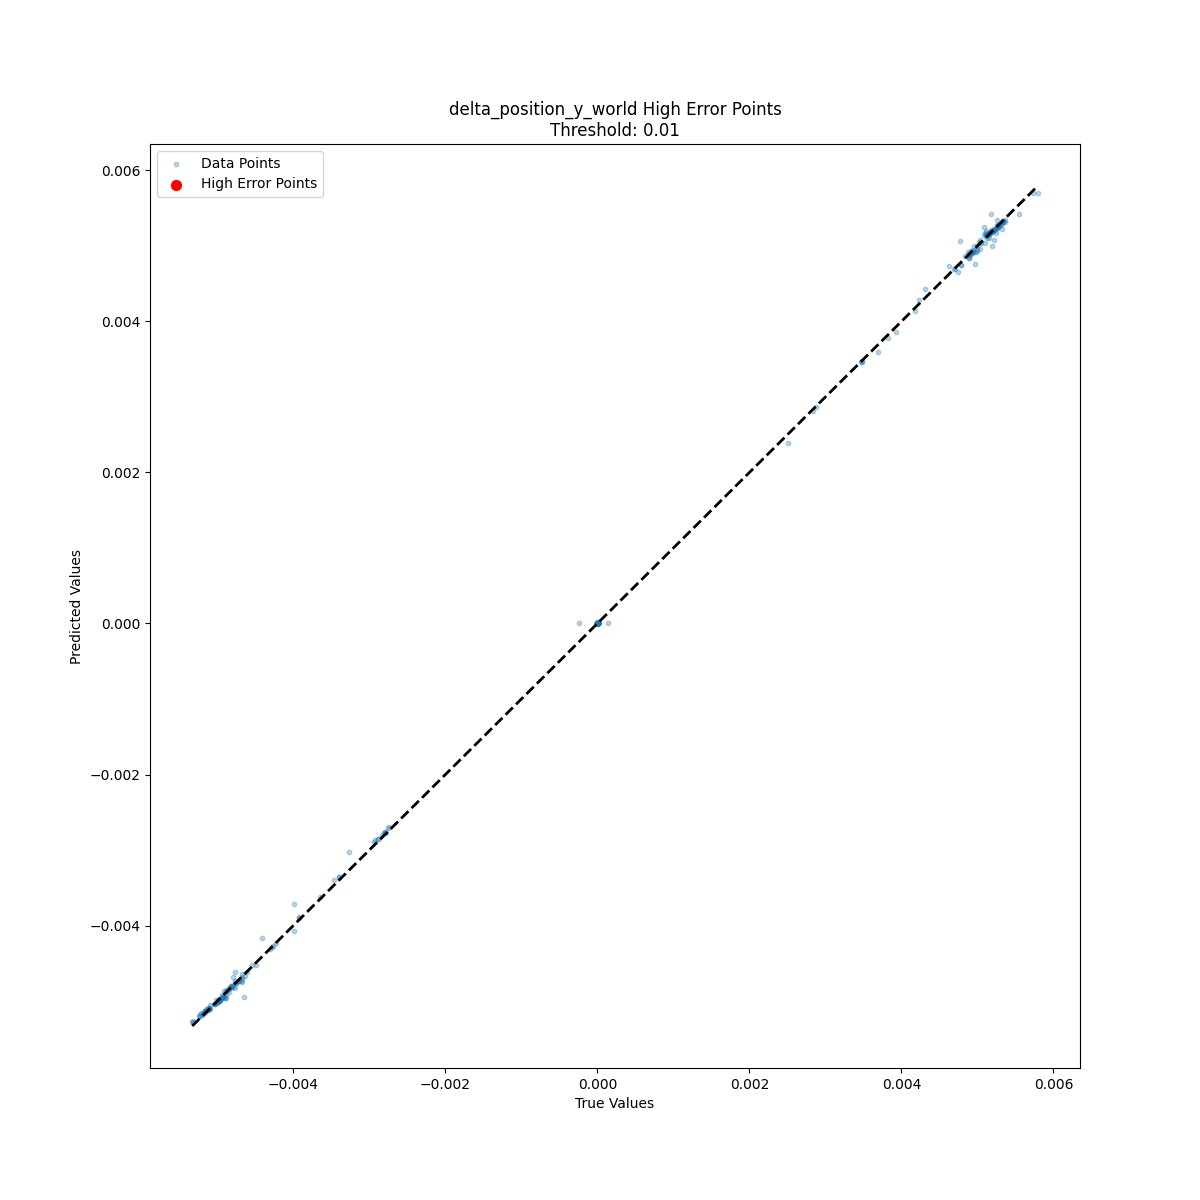 delta_position_y_world High Error Points
Threshold: 0.01
Data Points
High Error Points
0.006
0.004
0.002
0.000
−0.002
−0.004
Predicted Values
−0.004
−0.002
0.000
0.002
0.004
0.006
True Values